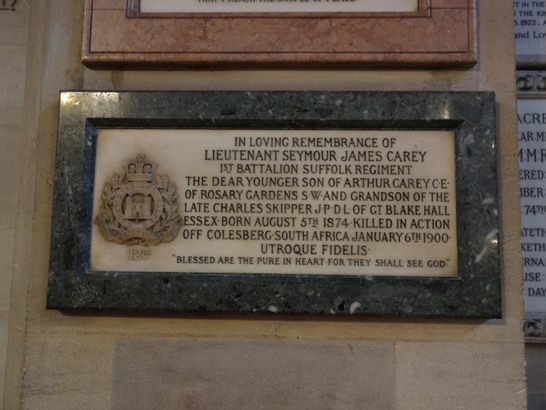 IN LOVING REMEMBRANCE OF
LIEUTENANT SEYMOUR JAMES CAREY
1ST BATTALION SUFFOLK REGIMENT
THE DEAR YOUNGER SON OF ARTHUR CAREY C·E·
OF ROSARY GARDENS S·W·AND GRANDSON OF THE
LATE CHARLES SKIPPER J·P·D·L· OF GT. BLAKE HALL
ESSEX·BORN AUGUST 5TH 1874·KILLED IN ACTION
OFF COLESBERG·SOUTH AFRICA·JANUARY 6TH 1900·
UTROQUE FIDELIS·
"BLESSED ARE THE PURE IN HEART·FOR THEY SHALL SEE GOD"